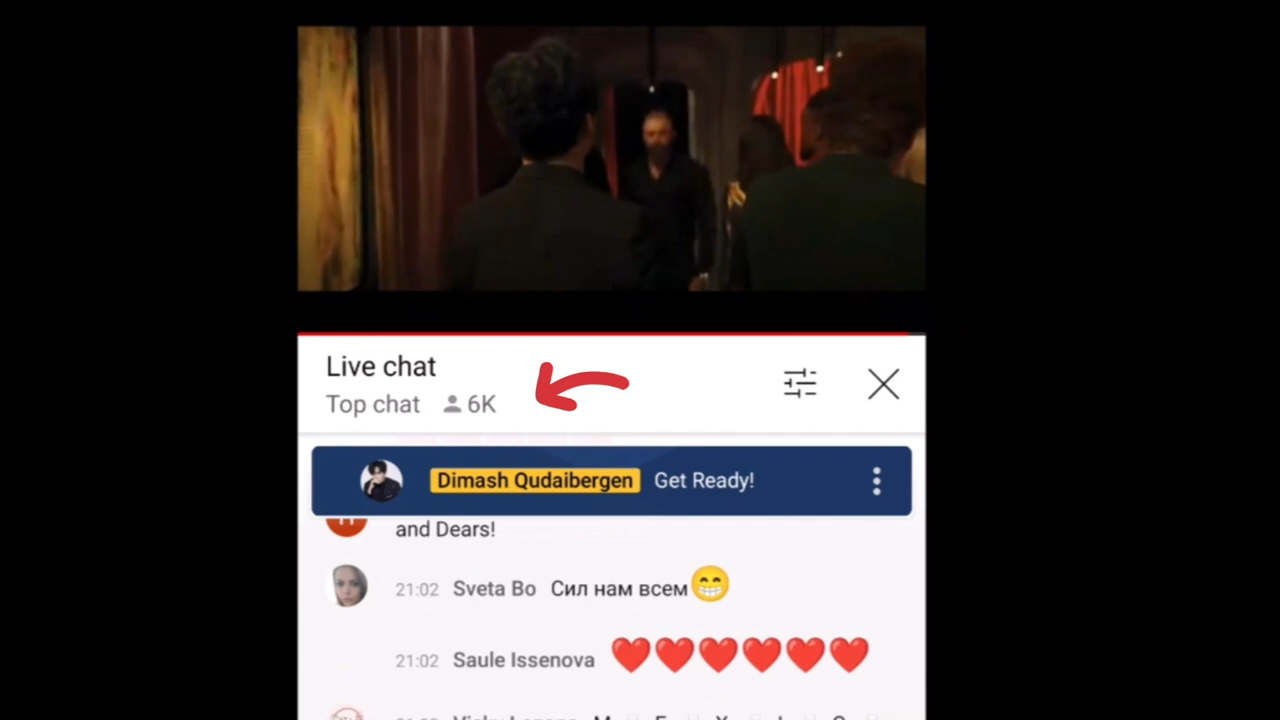 Live chat
Top chat 6K
Dimash Qudaibergen Get Ready!
and Dears!
21:02 Sveta Bo Сил нам всем
21:02 Saule Issenova